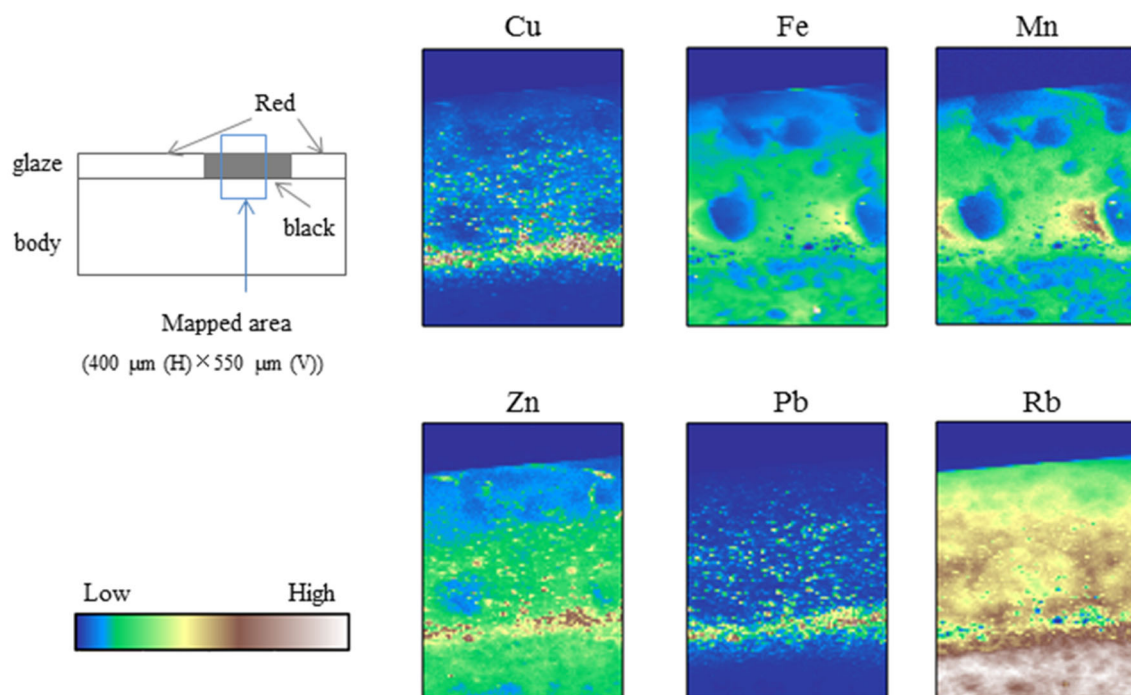 Cu
Fe
Mn
Red
glaze
body
black
Mapped area
(400 μm (H)×550 μm (V))
Zn
Pb
Rb
Low
High